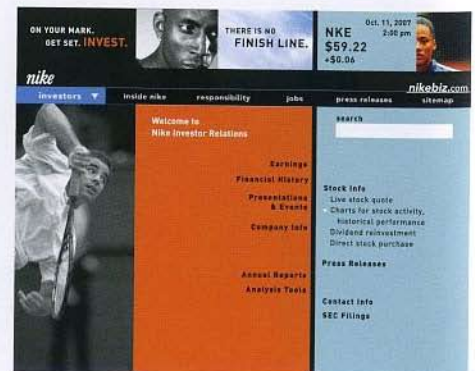 ON YOUR MARK.
GET SET. INVEST.
THERE IS NO
FINISH LINE.
NKE
$59.22
+$0.06
Oct. 11, 2007
2:00 pm
nike
nikebiz.com
investors
inside nike
responsibility
jobs
press releases
sitemap
Welcome to
Nike Investor Relations
Earnings
Financial History
Presentations
& Events
Company Info
Annual Reports
Analysis Tools
search
Stock Info
Live stock quote
Charts for stock activity,
historical performance
Dividend reinvestment
Direct stock purchase
Press Releases
Contact Info
SEC Filings